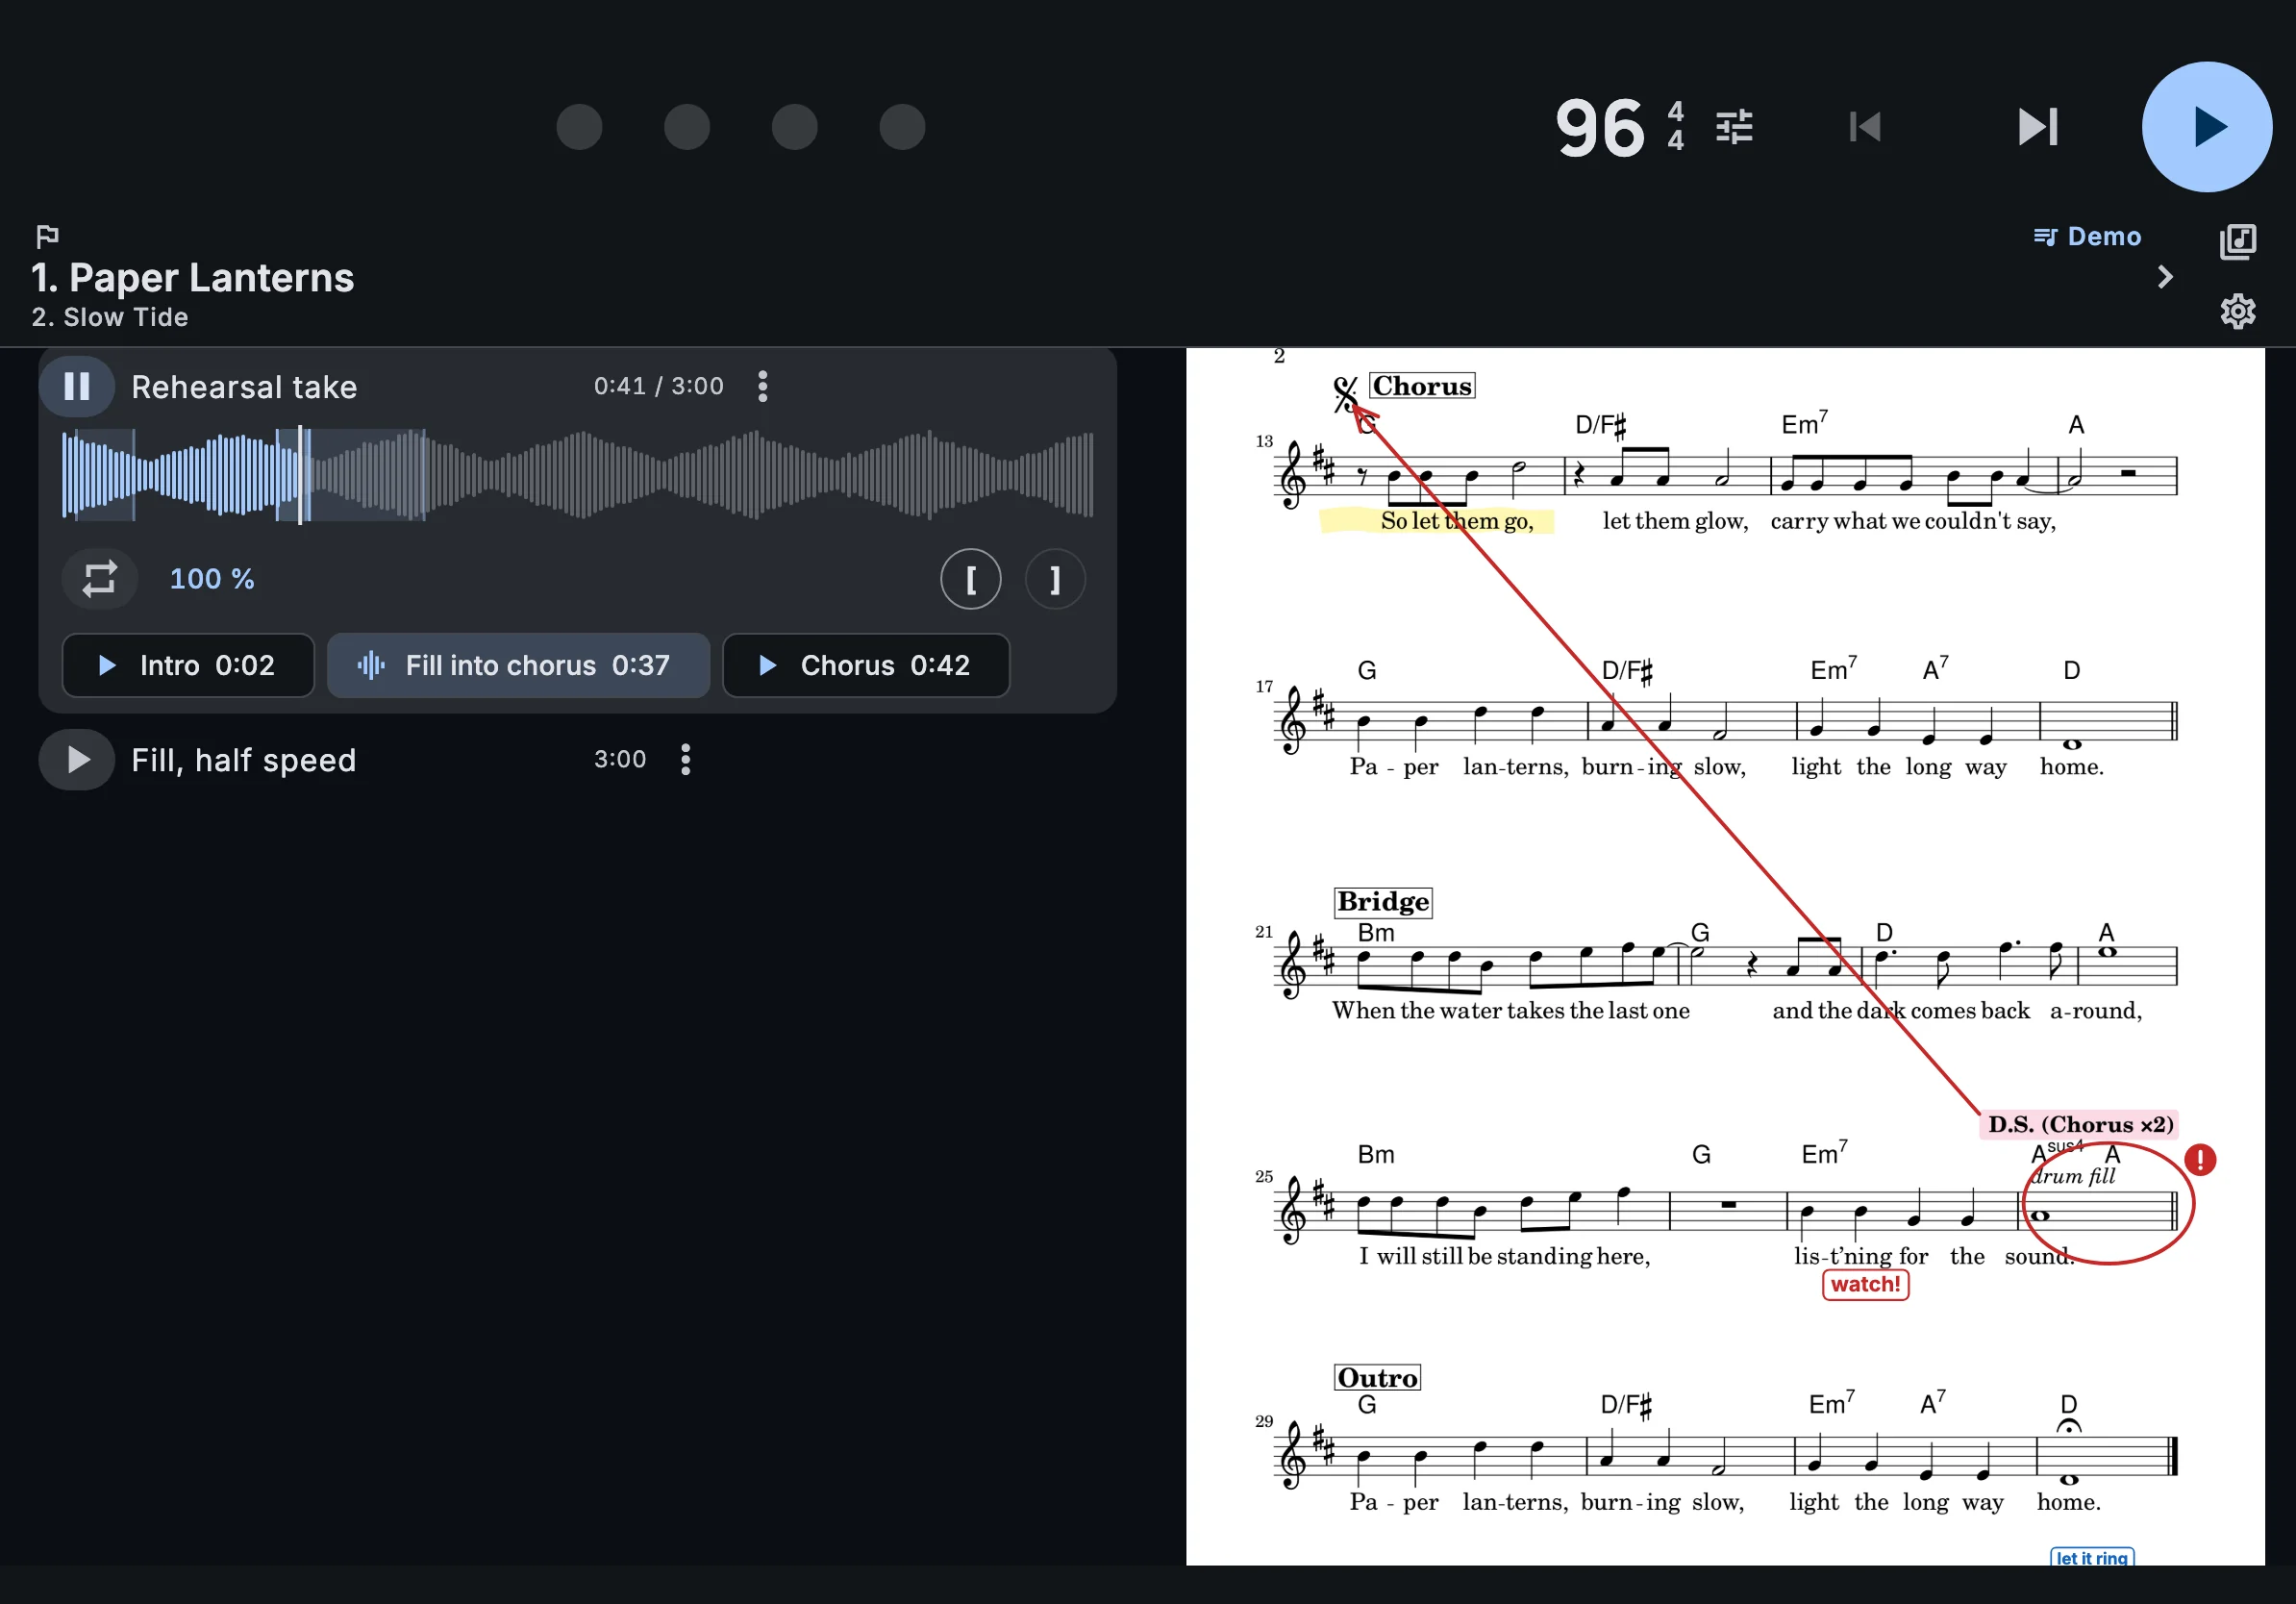 96 4
4
Demo
1. Paper Lanterns
2. Slow Tide
Rehearsal take 0:41 / 3:00
100 % [ ]
Intro 0:02 Fill into chorus 0:37 Chorus 0:42
Fill, half speed 3:00
2
Chorus
G D/F♯ Em7 A
13
So let them go, let them glow, carry what we couldn't say,
G D/F♯ Em7 A7 D
17
Pa - per lan-terns, burn-ing slow, light the long way home.
Bridge
Bm G D A
21
When the water takes the last one and the dark comes back a-round,
D.S. (Chorus ×2)
Bm G Em7 Asus4 A
!
drum fill
25
I will still be standing here, lis-t’ning for the sound.
watch!
Outro
G D/F♯ Em7 A7 D
29
Pa - per lan-terns, burn-ing slow, light the long way home.
let it ring